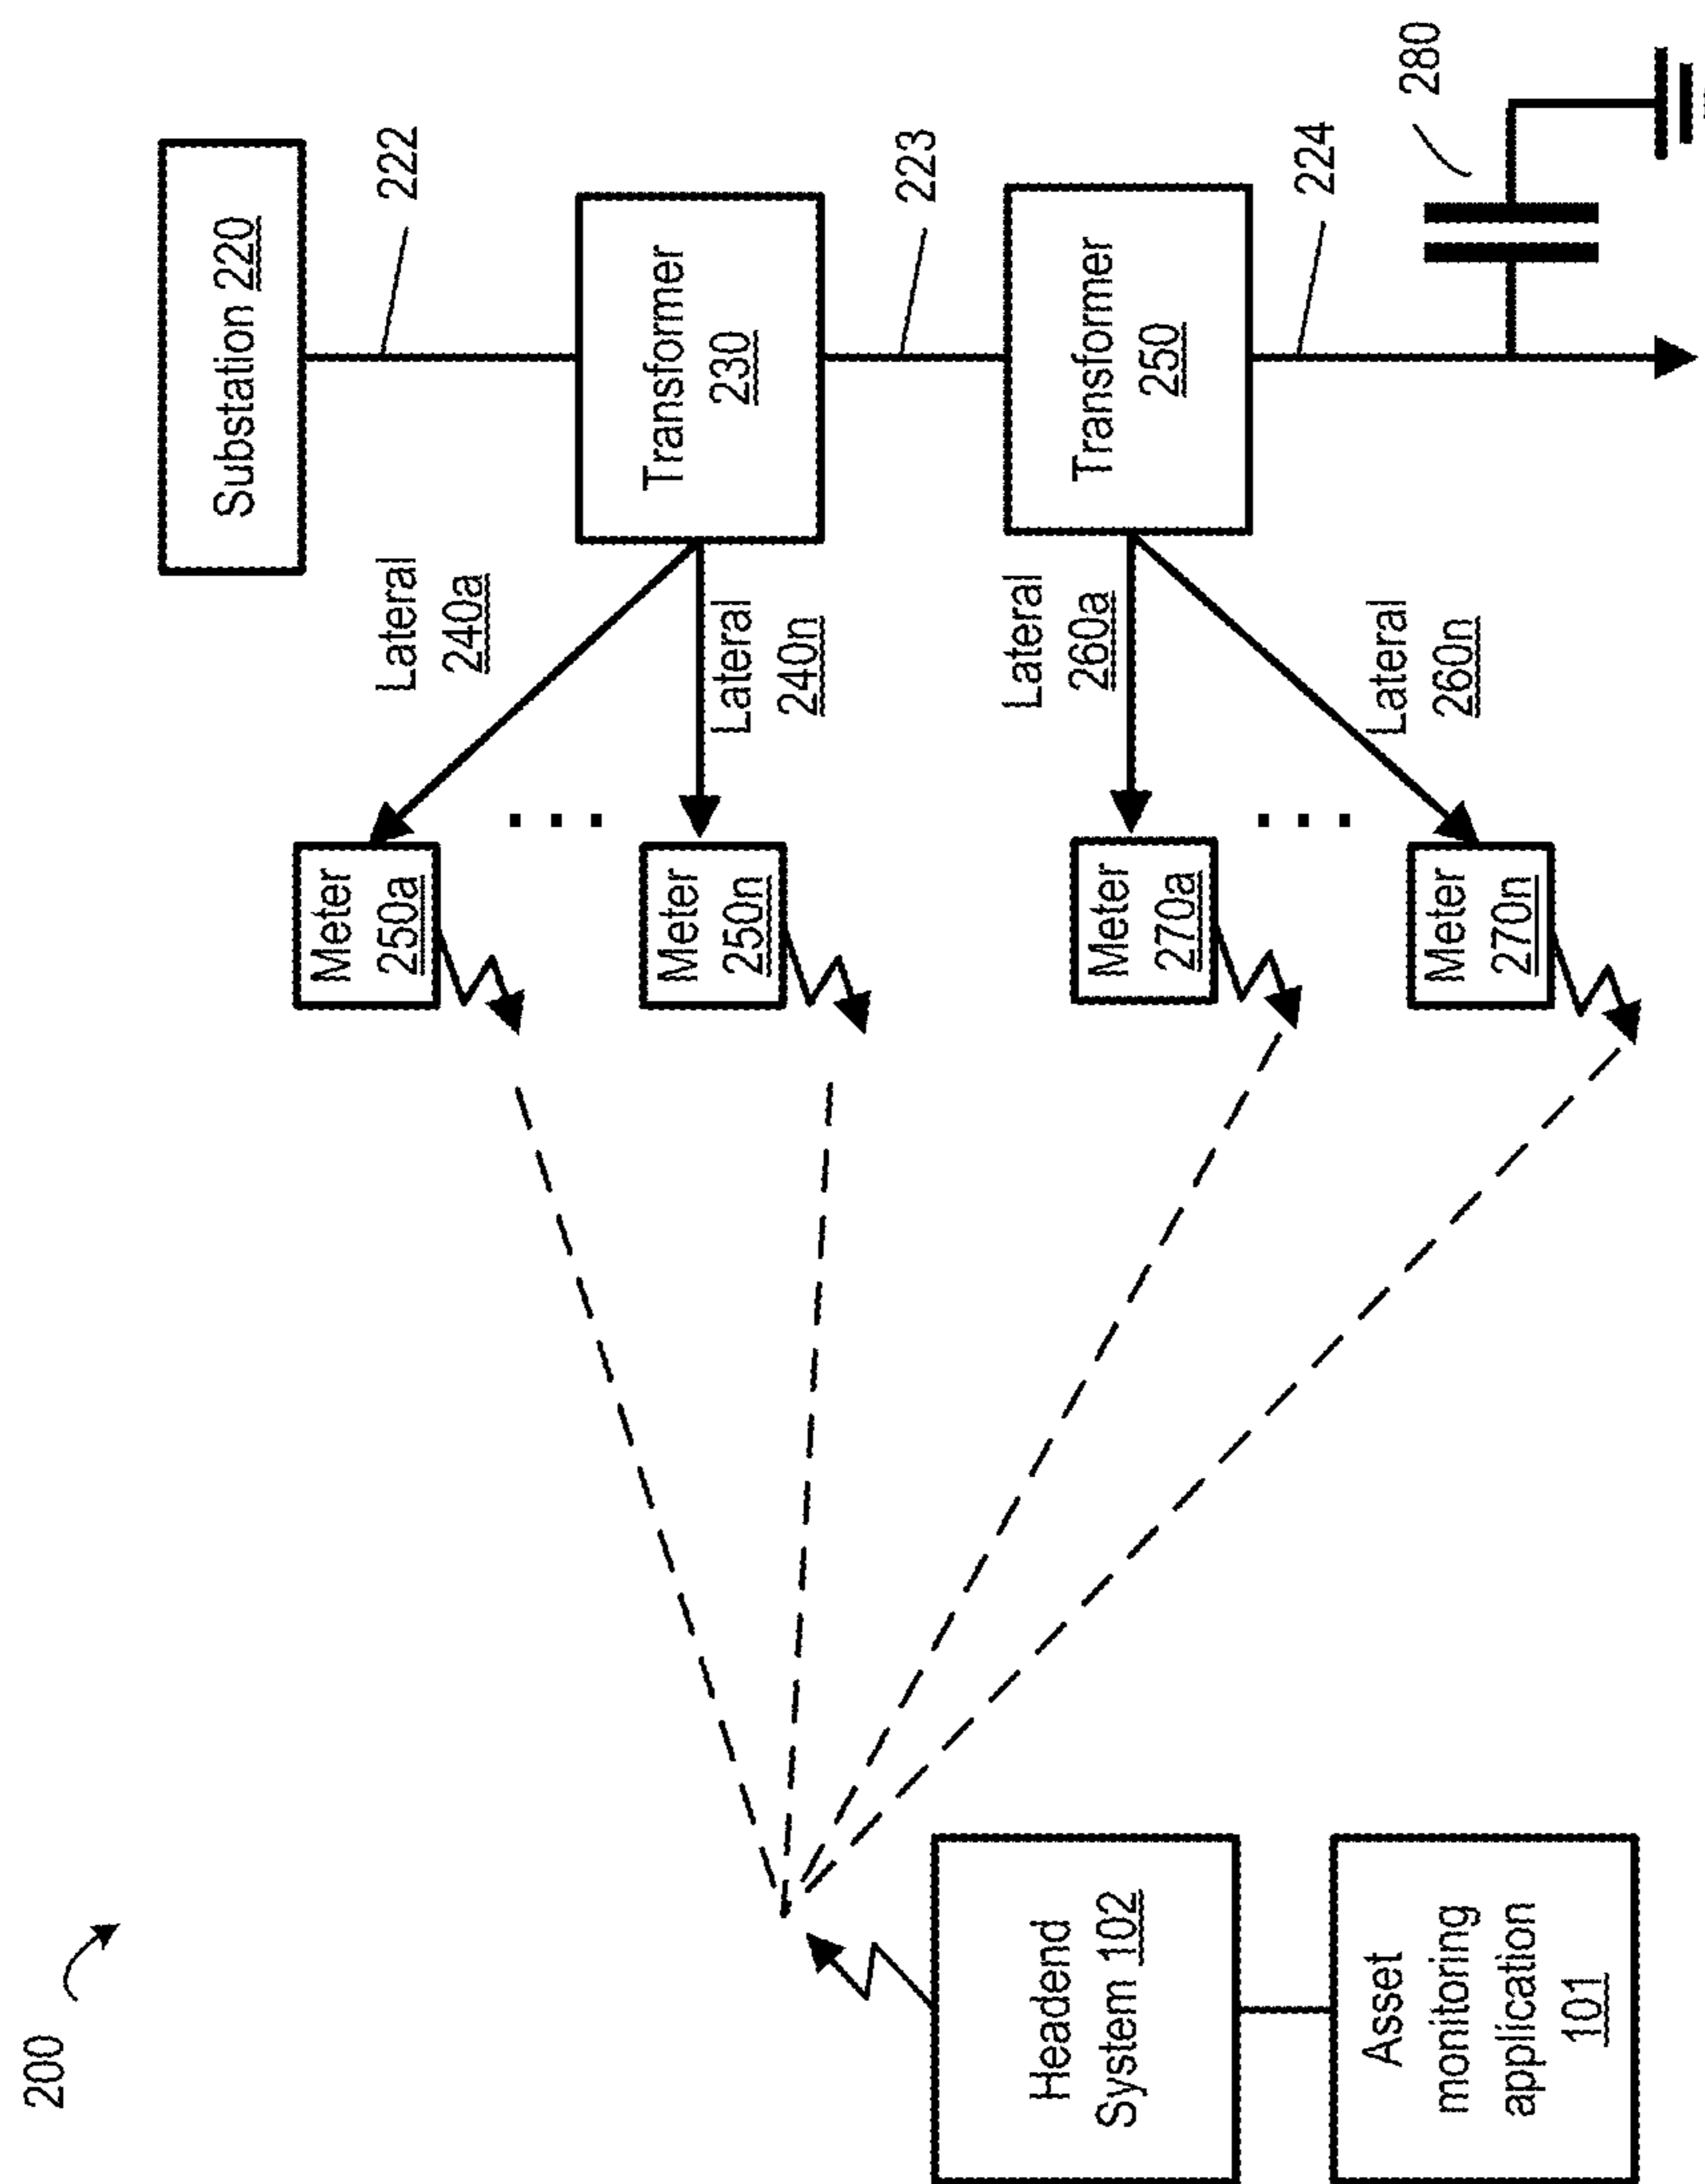 200
Substation 220
222
Transformer
230
223
Transformer
250
224
280
Lateral
240a
Lateral
240n
Lateral
260a
Lateral
260n
Meter
250a
Meter
250n
Meter
270a
Meter
270n
Headend
System 102
Asset
monitoring
application
101